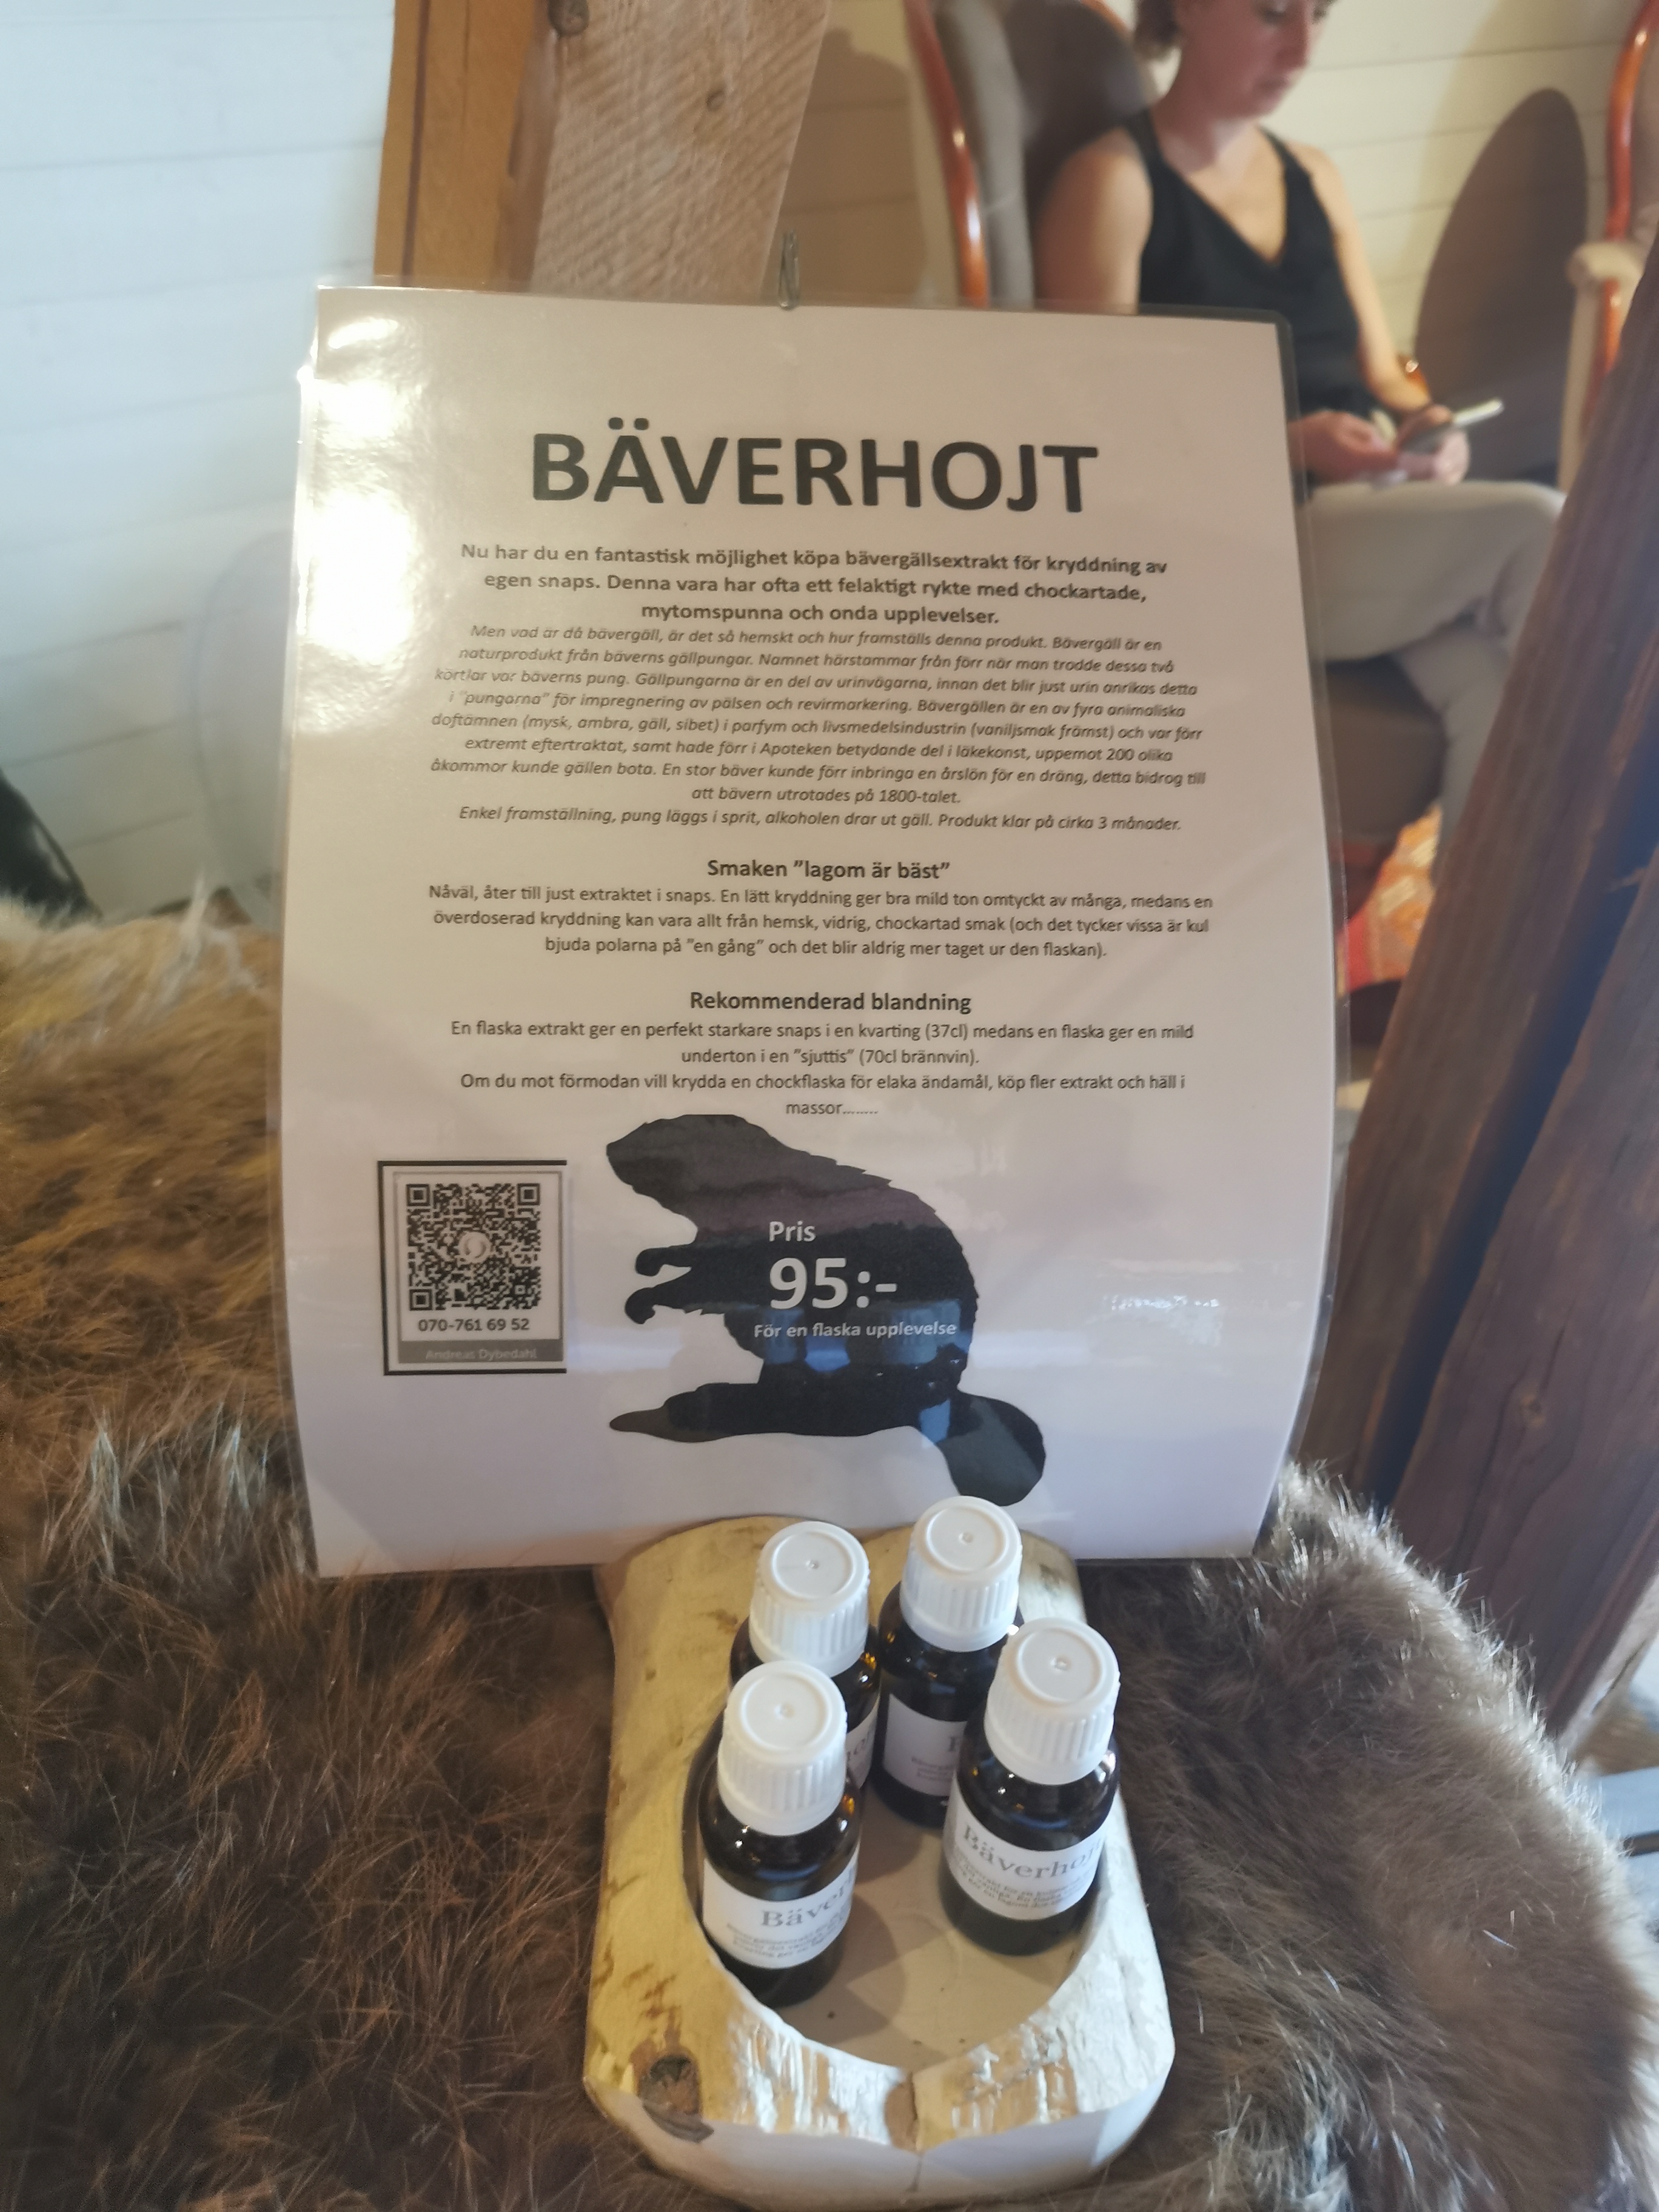 BÄVERHOJT
Nu har du en fantastisk möjlighet köpa bävergällsextrakt för kryddning av
egen snaps. Denna vara har ofta ett felaktigt rykte med chockartade,
mytomspunna och onda upplevelser.
Men vad är då bävergäll, är det så hemskt och hur framställs denna produkt. Bävergäll är en
naturprodukt från bäverns gällpungar. Namnet härstammar från förr när man trodde dessa två
körtlar var bäverns pung. Gällpungarna är en del av urinvägarna, innan det blir just urin anrikas detta
i "pungarna" för impregnering av pälsen och revirmarkering. Bävergällen är en av fyra animaliska
doftämnen (mysk, ambra, gäll, sibet) i parfym och livsmedelsindustrin (vaniljsmak främst) och var förr
extremt eftertraktat, samt hade förr i Apoteken betydande del i läkekonst, uppemot 200 olika
åkommor kunde gällen bota. En stor bäver kunde förr inbringa en årslön för en dräng, detta bidrog till
att bävern utrotades på 1800-talet.
Enkel framställning, pung läggs i sprit, alkoholen drar ut gäll. Produkt klar på cirka 3 månader.
Smaken "lagom är bäst"
Nåväl, åter till just extraktet i snaps. En lätt kryddning ger bra mild ton omtyckt av många, medans en
överdoserad kryddning kan vara allt från hemsk, vidrig, chockartad smak (och det tycker vissa är kul
bjuda polarna på "en gång" och det blir aldrig mer taget ur den flaskan).
Rekommenderad blandning
En flaska extrakt ger en perfekt starkare snaps i en kvarting (37cl) medans en flaska ger en mild
underton i en "sjuttis" (70cl brännvin).
Om du mot förmodan vill krydda en chockflaska för elaka ändamål, köp fler extrakt och häll i
massor........
Pris
95:-
För en flaska upplevelse
070-761 69 52
Andreas Dybedahl
Bäver
Bäverho